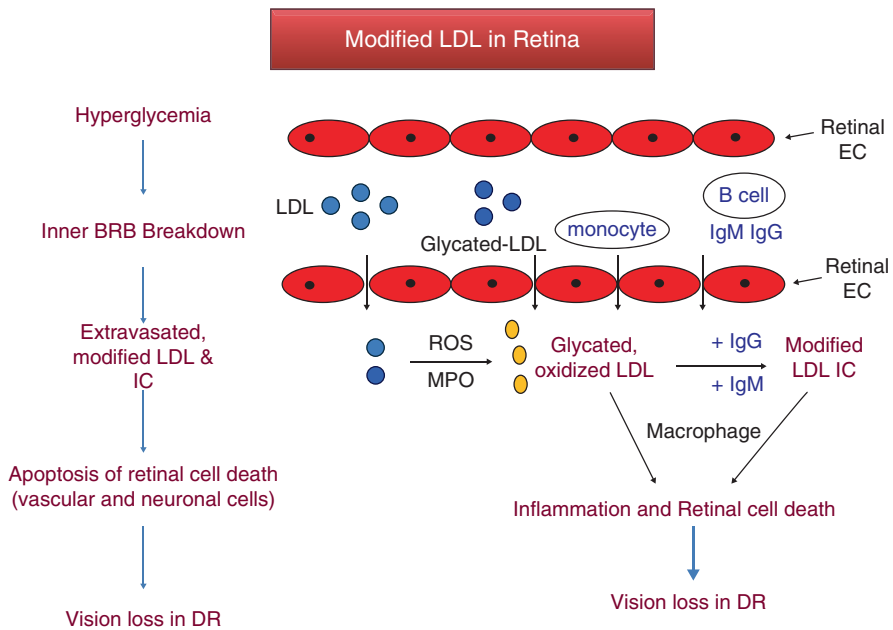 Modified LDL in Retina
Hyperglycemia
Inner BRB Breakdown
Extravasated,
modified LDL &
IC
Apoptosis of retinal cell death
(vascular and neuronal cells)
Vision loss in DR
Retinal
EC
LDL
Glycated-LDL
monocyte
B cell
IgM IgG
Retinal
EC
ROS
MPO
Glycated,
oxidized LDL
+ IgG
+ IgM
Modified
LDL IC
Macrophage
Inflammation and Retinal cell death
Vision loss in DR